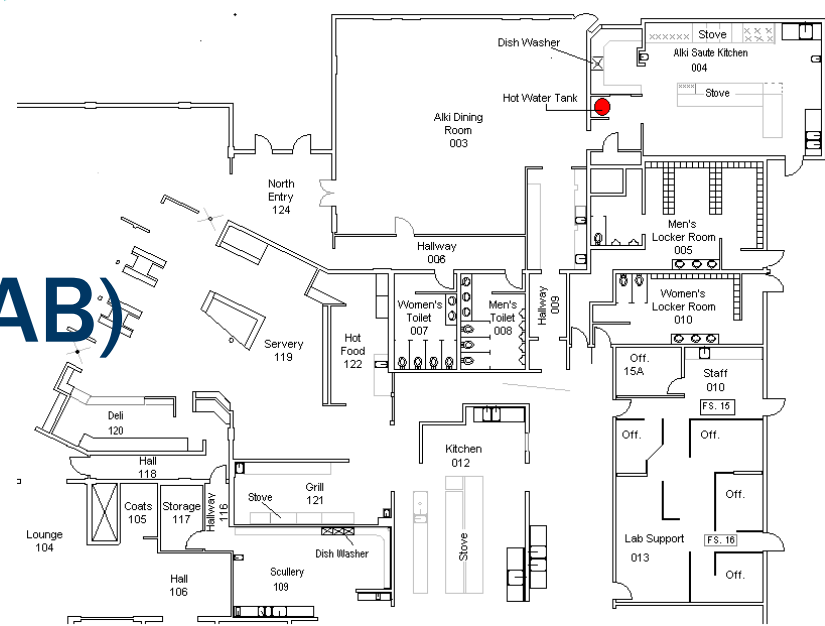 Dish Washer
Stove
Alki Saute Kitchen
004
Stove
Hot Water Tank
Alki Dining
Room
003
North
Entry
124
Men's
Locker Room
005
Hallway
006
AB)
Women's
Toilet
007
Men's
Toilet
008
Hallway
009
Women's
Locker Room
010
Servery
119
Hot
Food
122
Off.
15A
Staff
010
FS. 15
Deli
120
Off.
Off.
Kitchen
012
Hall
118
Grill
121
Stove
Coats
105
Storage
117
Hallway
116
Off.
Lounge
104
Stove
Lab Support
013
FS. 16
Dish Washer
Scullery
109
Hall
106
Off.